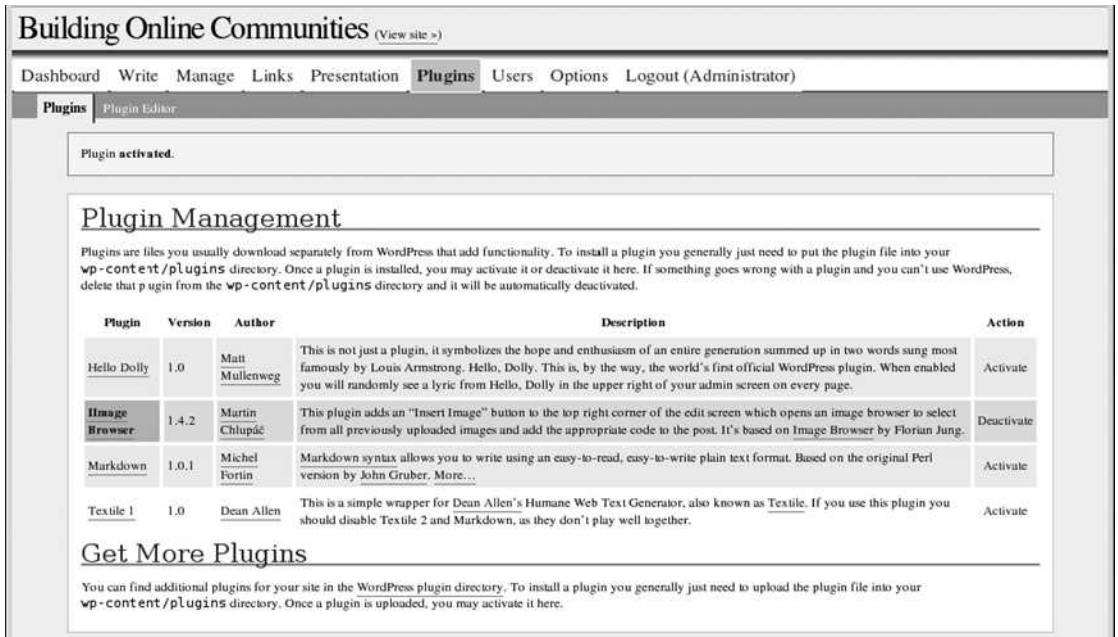 Building Online Communities (View site »)
Dashboard Write Manage Links Presentation Plugins Users Options Logout (Administrator)
Plugins Plugin Editor
Plugin activated.
Plugin Management
Plugins are files you usually download separately from WordPress that add functionality. To install a plugin you generally just need to put the plugin file into your
wp-content/plugins directory. Once a plugin is installed, you may activate it or deactivate it here. If something goes wrong with a plugin and you can't use WordPress,
delete that p ugin from the wp-content/plugins directory and it will be automatically deactivated.
Plugin Version Author Description Action
Hello Dolly 1.0 Matt Mullenweg This is not just a plugin, it symbolizes the hope and enthusiasm of an entire generation summed up in two words sung most
famously by Louis Armstrong. Hello, Dolly. This is, by the way, the world's first official WordPress plugin. When enabled
you will randomly see a lyric from Hello, Dolly in the upper right of your admin screen on every page. Activate
IImage Browser 1.4.2 Martin Chlupáč This plugin adds an "Insert Image" button to the top right corner of the edit screen which opens an image browser to select
from all previously uploaded images and add the appropriate code to the post. It's based on Image Browser by Florian Jung. Deactivate
Markdown 1.0.1 Michel Fortin Markdown syntax allows you to write using an easy-to-read, easy-to-write plain text format. Based on the original Perl
version by John Gruber. More... Activate
Textile 1 1.0 Dean Allen This is a simple wrapper for Dean Allen's Humane Web Text Generator, also known as Textile. If you use this plugin you
should disable Textile 2 and Markdown, as they don't play well together. Activate
Get More Plugins
You can find additional plugins for your site in the WordPress plugin directory. To install a plugin you generally just need to upload the plugin file into your
wp-content/plugins directory. Once a plugin is uploaded, you may activate it here.